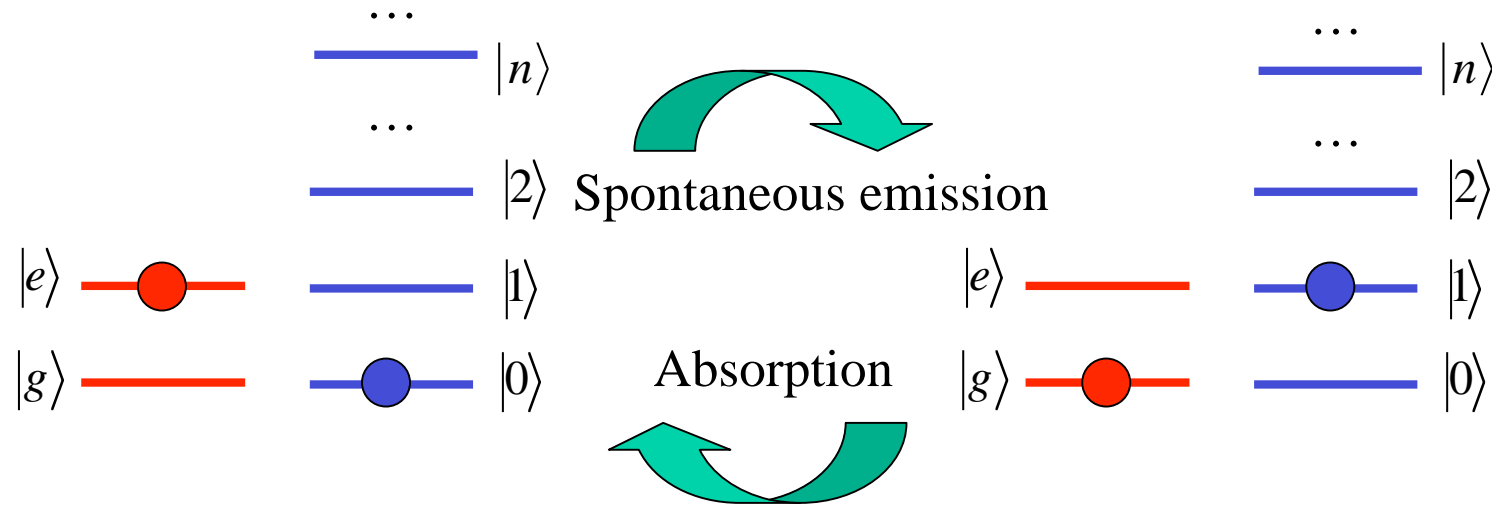 …
|n⟩
…
|2⟩
|e⟩
|1⟩
|g⟩
|0⟩
Spontaneous emission
Absorption
…
|n⟩
…
|2⟩
|e⟩
|1⟩
|g⟩
|0⟩